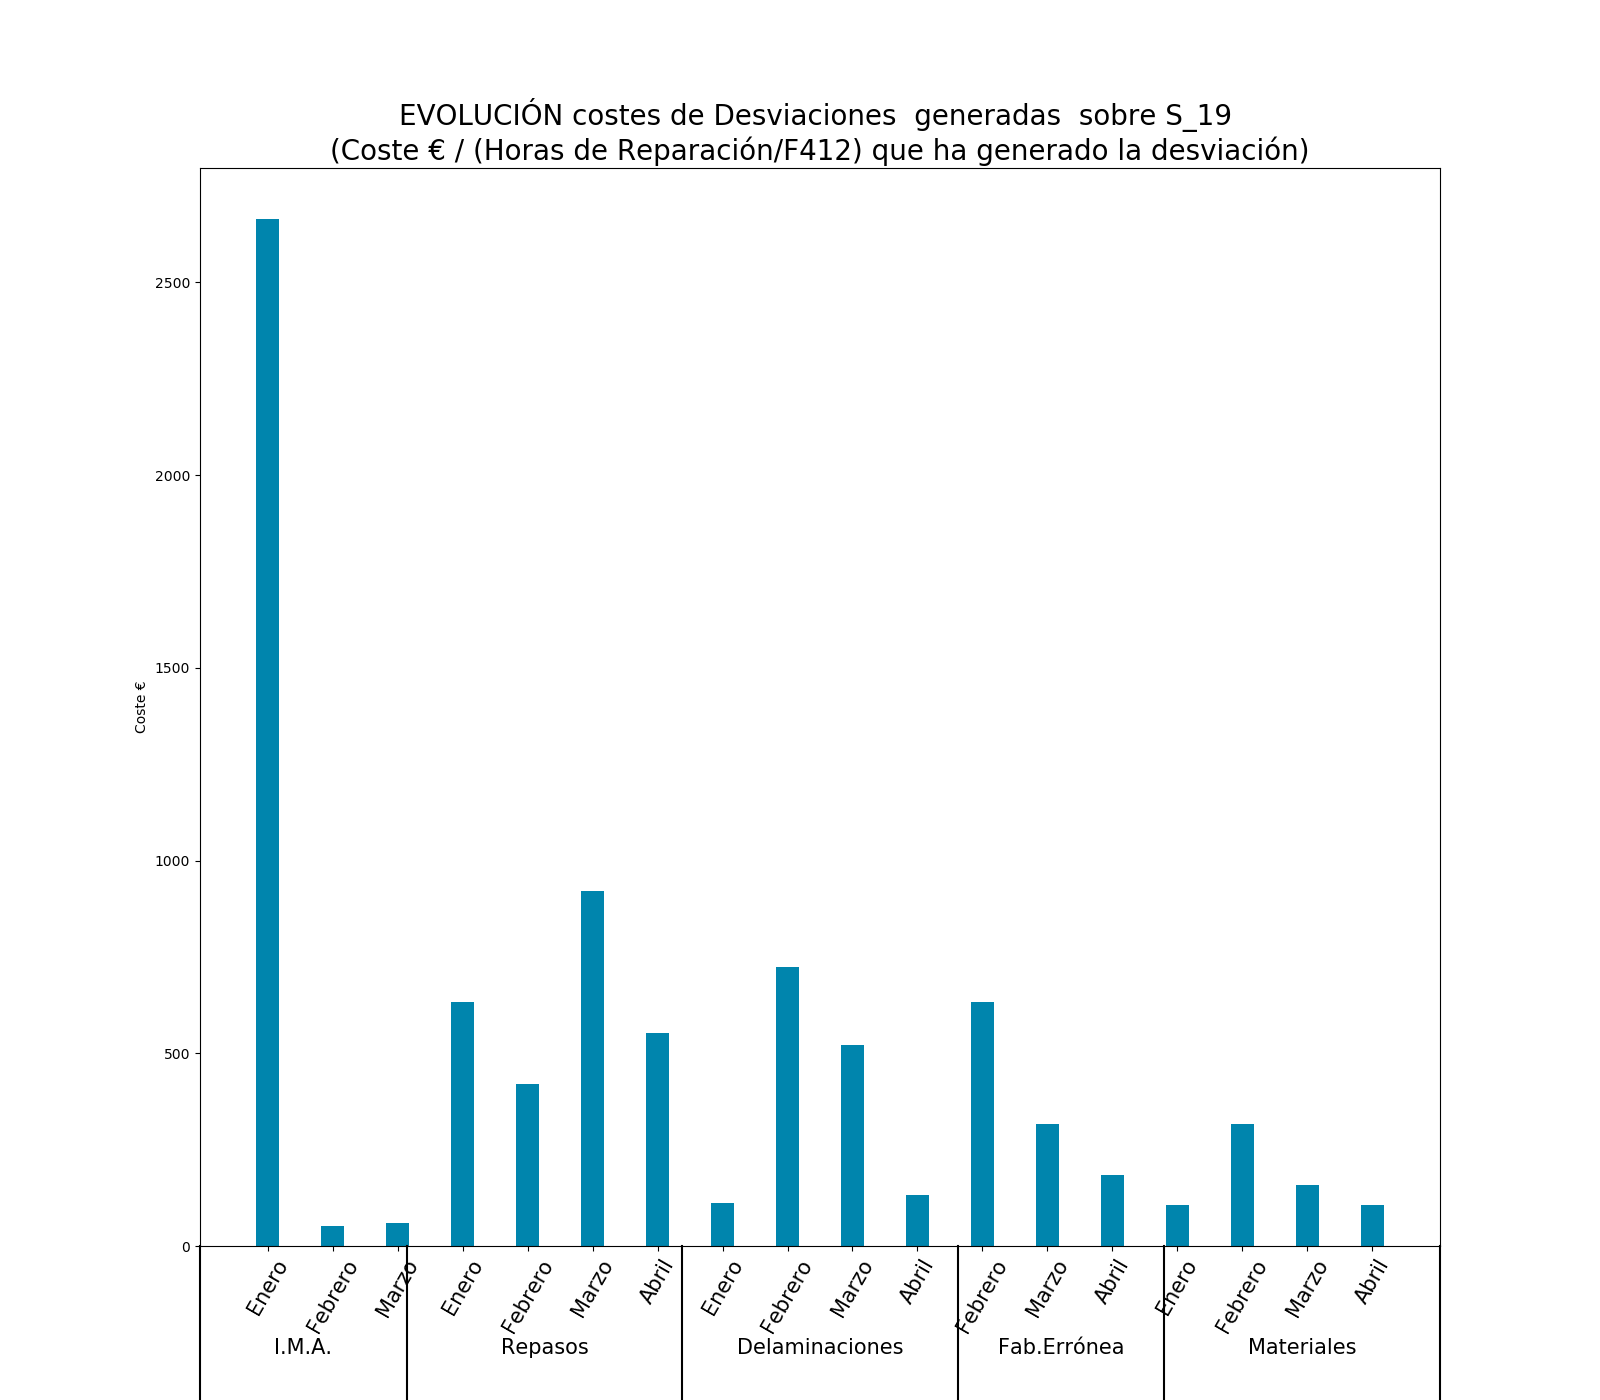 EVOLUCIÓN costes de Desviaciones  generadas  sobre S_19
(Coste € / (Horas de Reparación/F412) que ha generado la desviación)
2500
2000
1500
1000
500
0
Coste €
Enero
Febrero
Marzo
Enero
Febrero
Marzo
Abril
Enero
Febrero
Marzo
Abril
Febrero
Marzo
Abril
Enero
Febrero
Marzo
Abril
I.M.A.
Repasos
Delaminaciones
Fab.Errónea
Materiales